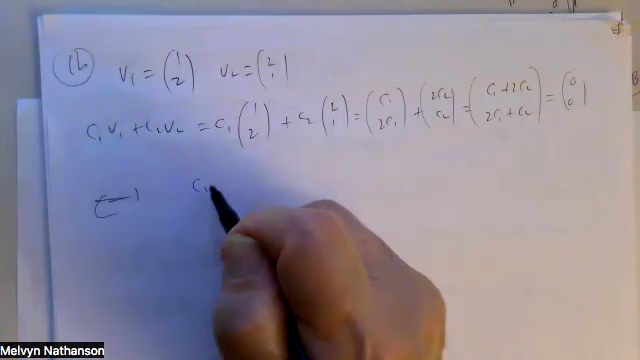 1b v₁ = (1 2) v₂ = (2 1)
c₁v₁ + c₂v₂ = c₁(1 2) + c₂(2 1) = (c₁ 2c₁) + (2c₂ c₂) = (c₁+2c₂ 2c₁+c₂) = (0 0)
c₁
Melvyn Nathanson